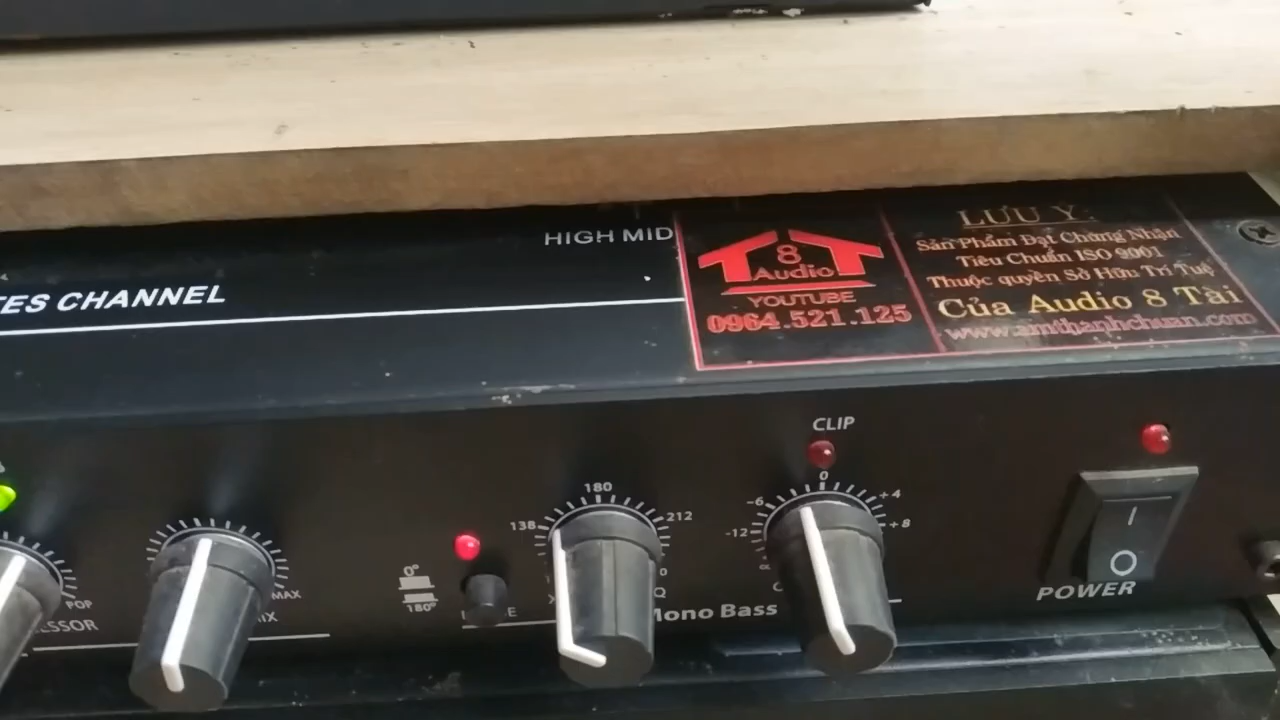 HIGH MID
CHANNEL
8
Audio
YOUTUBE
0964.521.125
LƯU Ý:
Sản Phẩm Đạt Chứng Nhận
Tiêu Chuẩn ISO 9001
Thuộc quyền Sở Hữu Trí Tuệ
Của Audio 8 Tài
www.amthanhchuan.com
CLIP
0
-6
+4
-12
+8
180
138
212
0°
180°
POP
MAX
Mono Bass
POWER